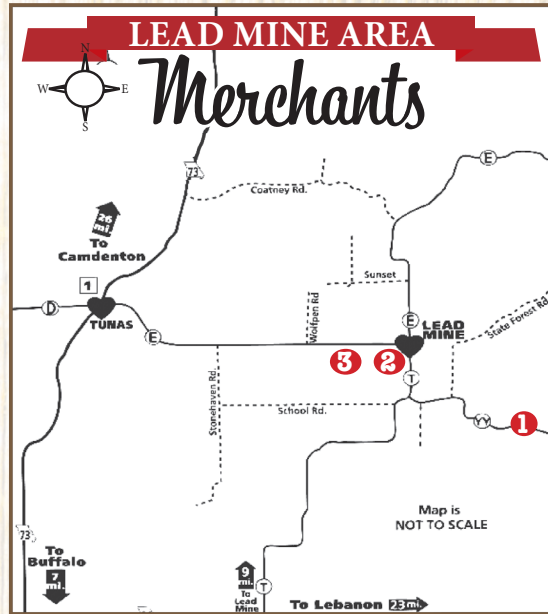 LEAD MINE AREA
Merchants
N
W
E
S
73
E
Coatney Rd.
26
mi.
To
Camdenton
Sunset
1
D
TUNAS
E
Wolfpen Rd
E
LEAD
MINE
State Forest Rd
3
2
T
Stonehaven Rd.
School Rd.
YY
1
Map is
NOT TO SCALE
73
To
Buffalo
7
mi.
9
mi.
To
Lead
Mine
T
To Lebanon 23mi.